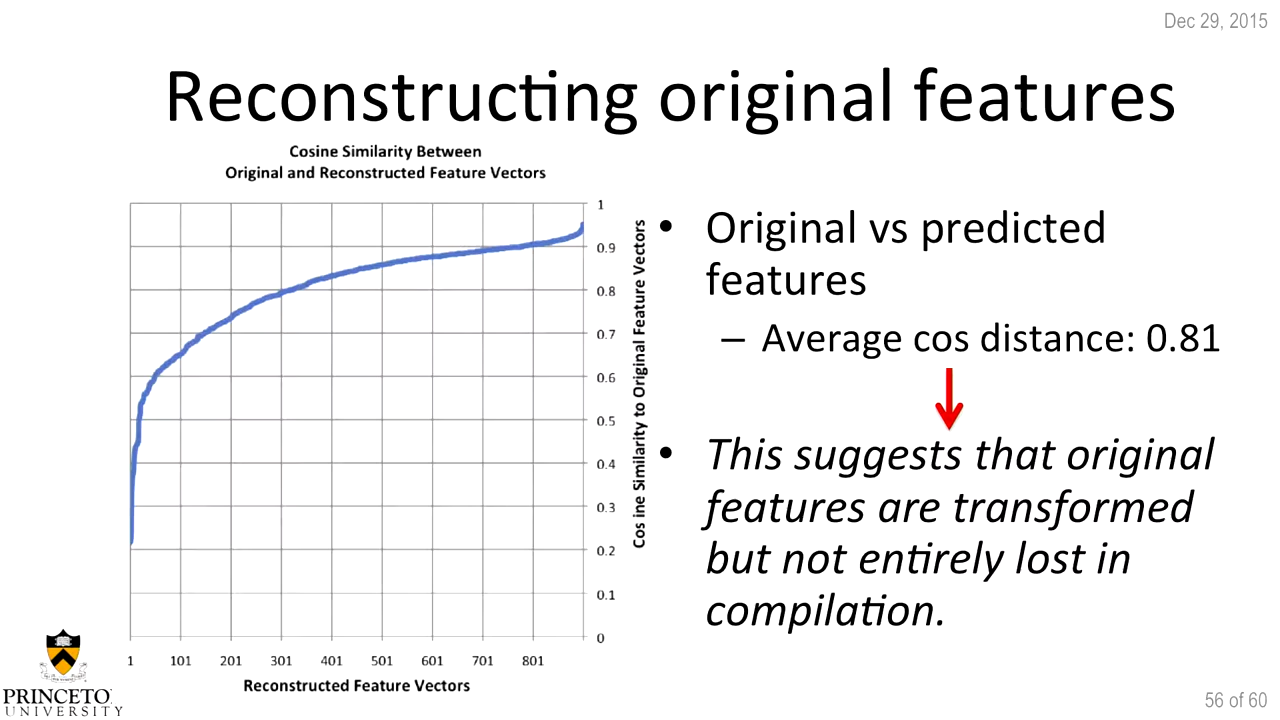 Dec 29, 2015
Reconstructing original features
Cosine Similarity Between
Original and Reconstructed Feature Vectors
1
0.9
0.8
0.7
0.6
0.5
0.4
0.3
0.2
0.1
0
Cos ine Similarity to Original Feature Vectors
1 101 201 301 401 501 601 701 801
Reconstructed Feature Vectors
• Original vs predicted
features
– Average cos distance: 0.81
• This suggests that original
features are transformed
but not entirely lost in
compilation.
PRINCETO
UNIVERSITY
56 of 60